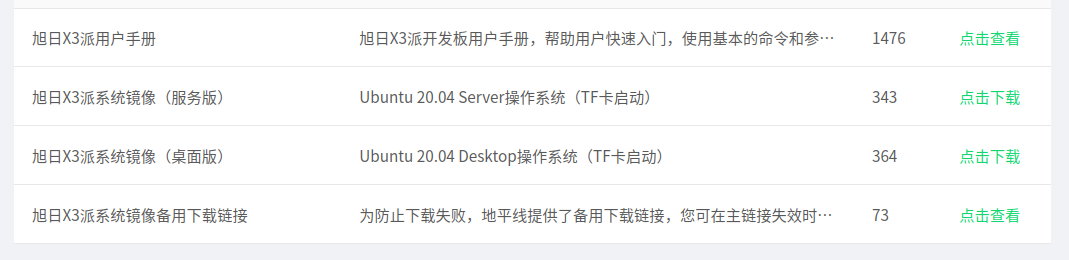 旭日X3派用户手册 旭日X3派开发板用户手册，帮助用户快速入门，使用基本的命令和参… 1476 点击查看
旭日X3派系统镜像（服务版） Ubuntu 20.04 Server操作系统（TF卡启动） 343 点击下载
旭日X3派系统镜像（桌面版） Ubuntu 20.04 Desktop操作系统（TF卡启动） 364 点击下载
旭日X3派系统镜像备用下载链接 为防止下载失败，地平线提供了备用下载链接，您可在主链接失效时… 73 点击查看